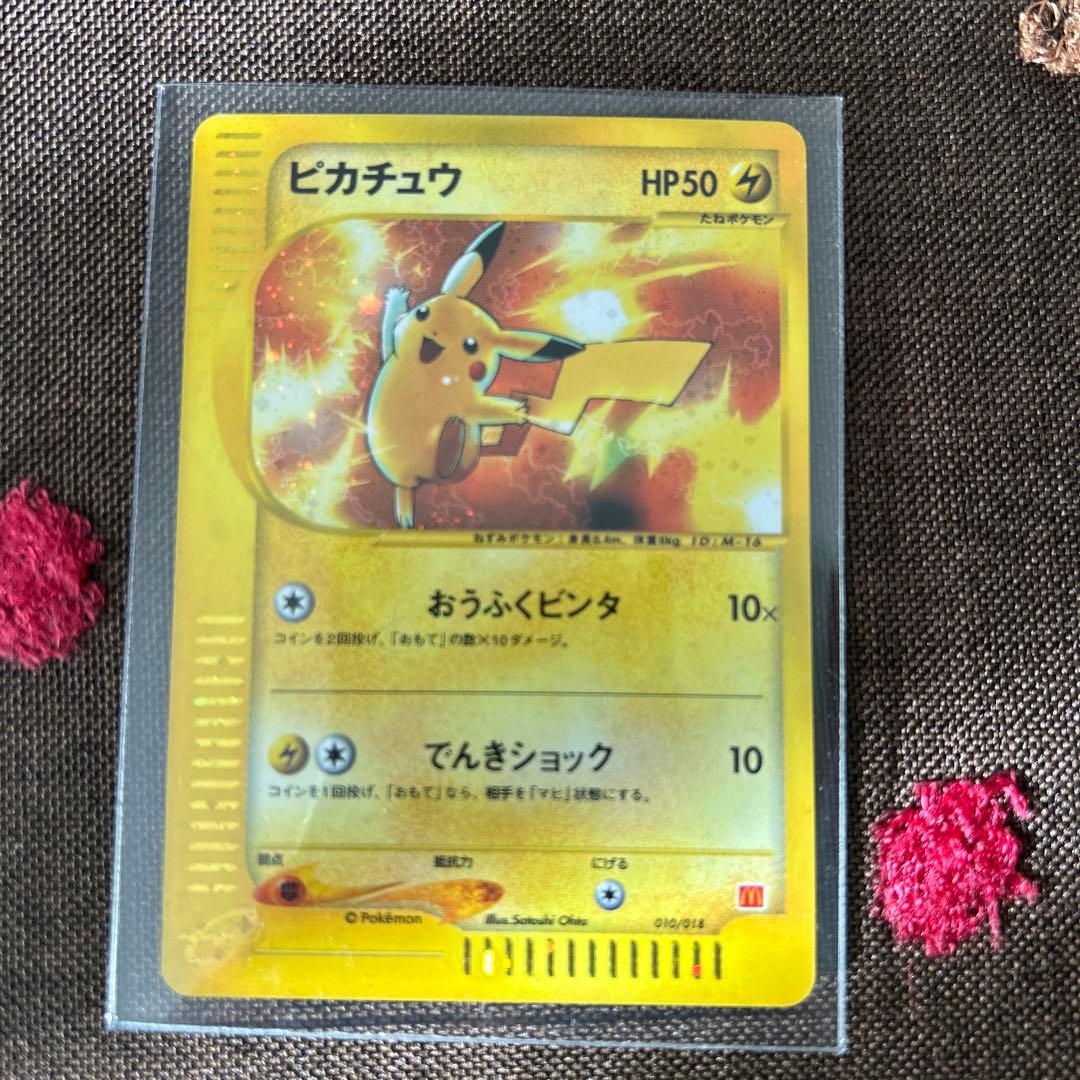 ピカチュウ HP50
たねポケモン
ねずみポケモン：身長0.4m、体重6kg ID:M-16
おうふくビンタ 10×
コインを2回投げ、「おもて」の数×10ダメージ。
でんきショック 10
コインを1回投げ、「おもて」なら、相手を「マヒ」状態にする。
弱点 抵抗力 にげる
© Pokémon Illus.Satoshi Ohta 010/018